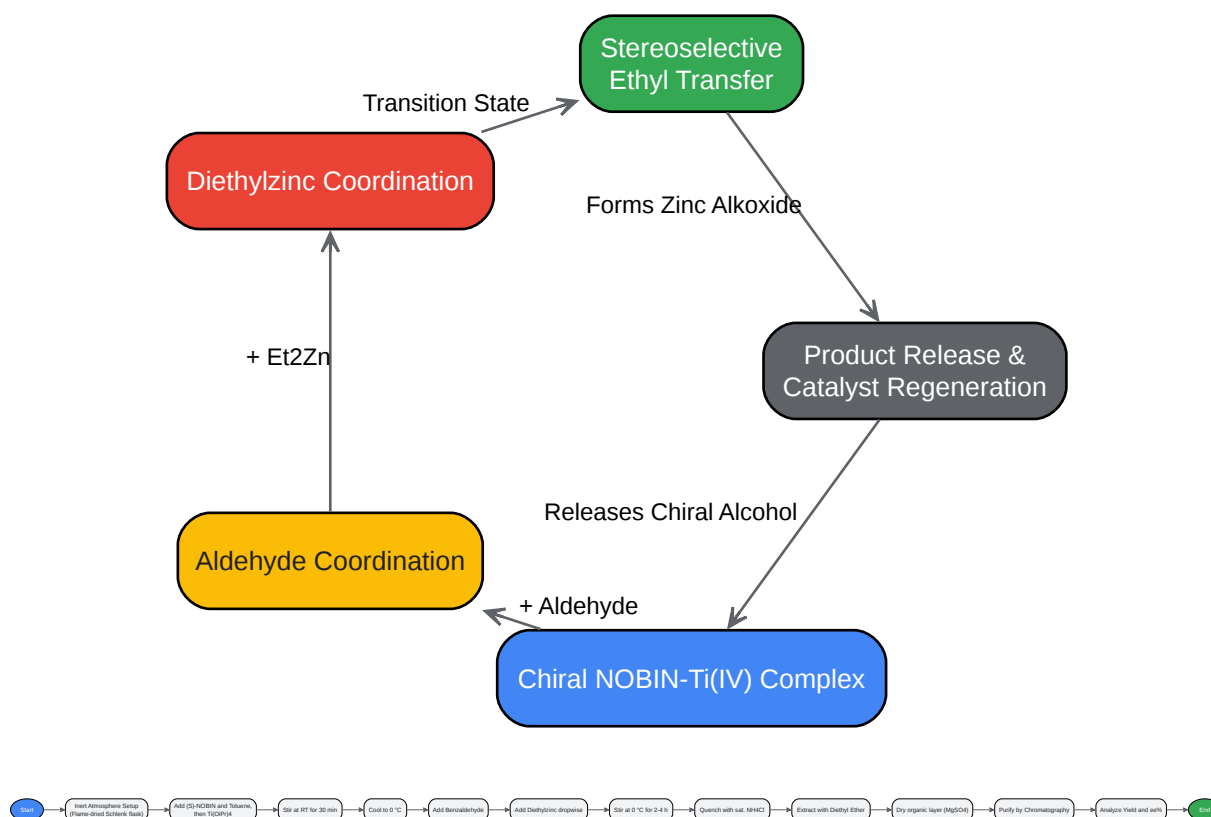 Stereoselective
Ethyl Transfer
Transition State
Diethylzinc Coordination
Forms Zinc Alkoxide
Product Release &
Catalyst Regeneration
+ Et2Zn
Releases Chiral Alcohol
Aldehyde Coordination
+ Aldehyde
Chiral NOBIN-Ti(IV) Complex
Start
Inert Atmosphere Setup
(Flame-dried Schlenk flask)
Add (S)-NOBIN and Toluene,
then Ti(OiPr)4
Stir at RT for 30 min
Cool to 0 °C
Add Benzaldehyde
Add Diethylzinc dropwise
Stir at 0 °C for 2-4 h
Quench with sat. NH4Cl
Extract with Diethyl Ether
Dry organic layer (MgSO4)
Purify by Chromatography
Analyze Yield and ee%
End